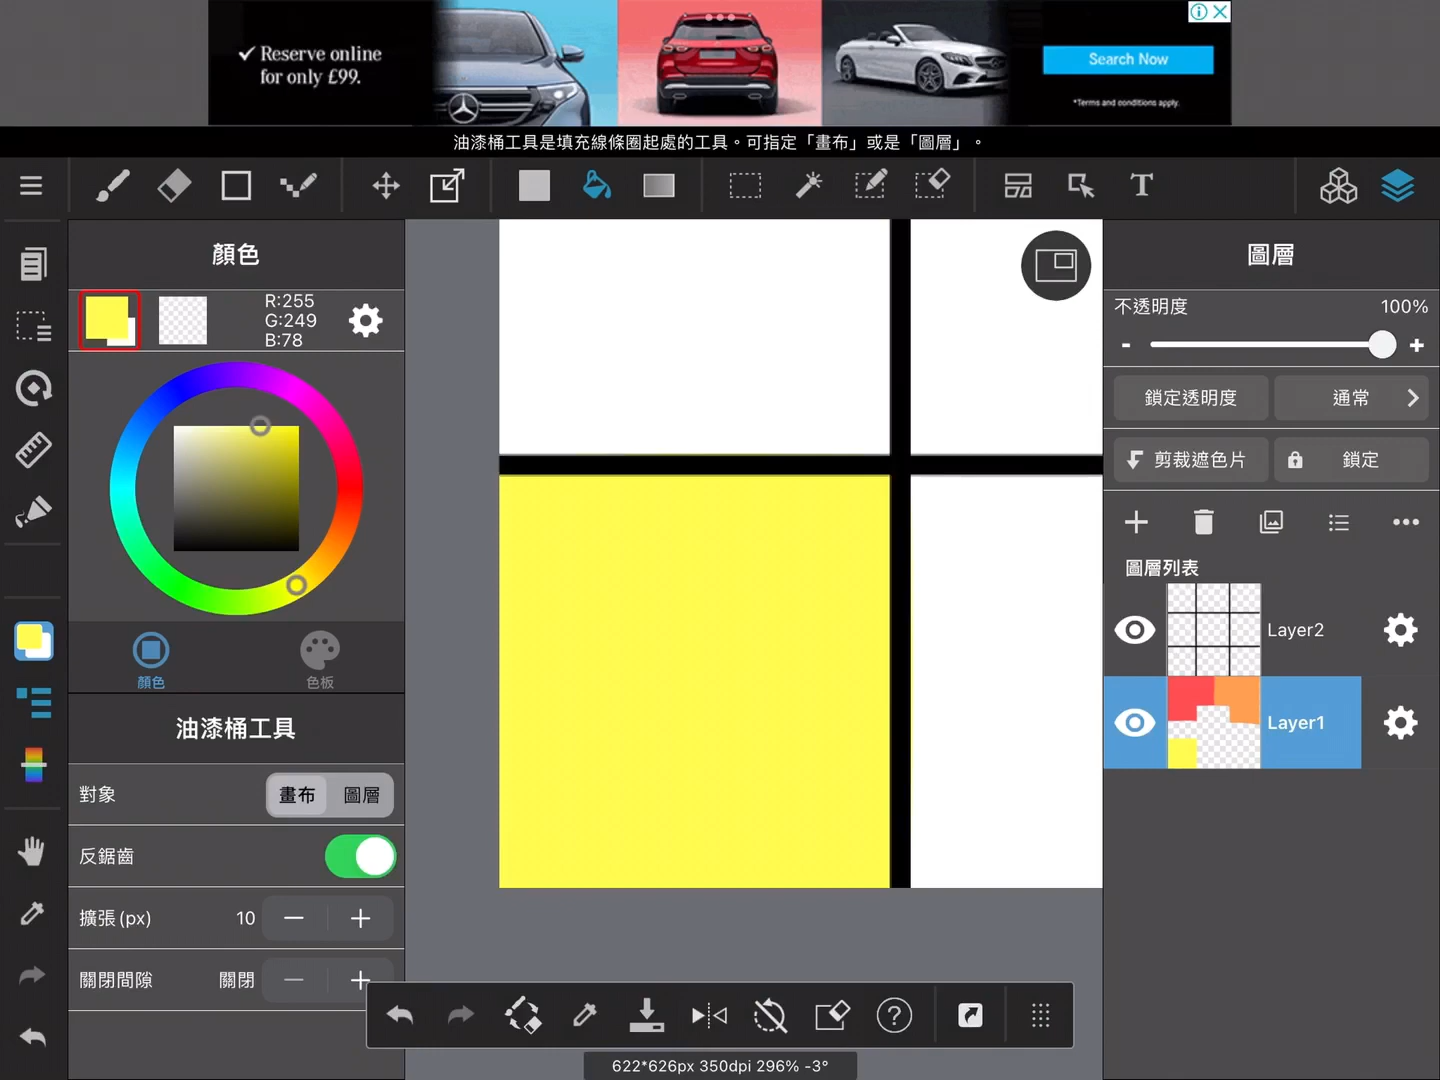 ✓ Reserve online
for only £99.
Search Now
*Terms and conditions apply.
油漆桶工具是填充線條圈起處的工具。可指定「畫布」或是「圖層」。
T
顏色
R:255
G:249
B:78
顏色
色板
油漆桶工具
對象
畫布
圖層
反鋸齒
擴張(px)
10
關閉間隙
關閉
圖層
不透明度
100%
鎖定透明度
通常
剪裁遮色片
鎖定
圖層列表
Layer2
Layer1
622*626px 350dpi 296% -3°